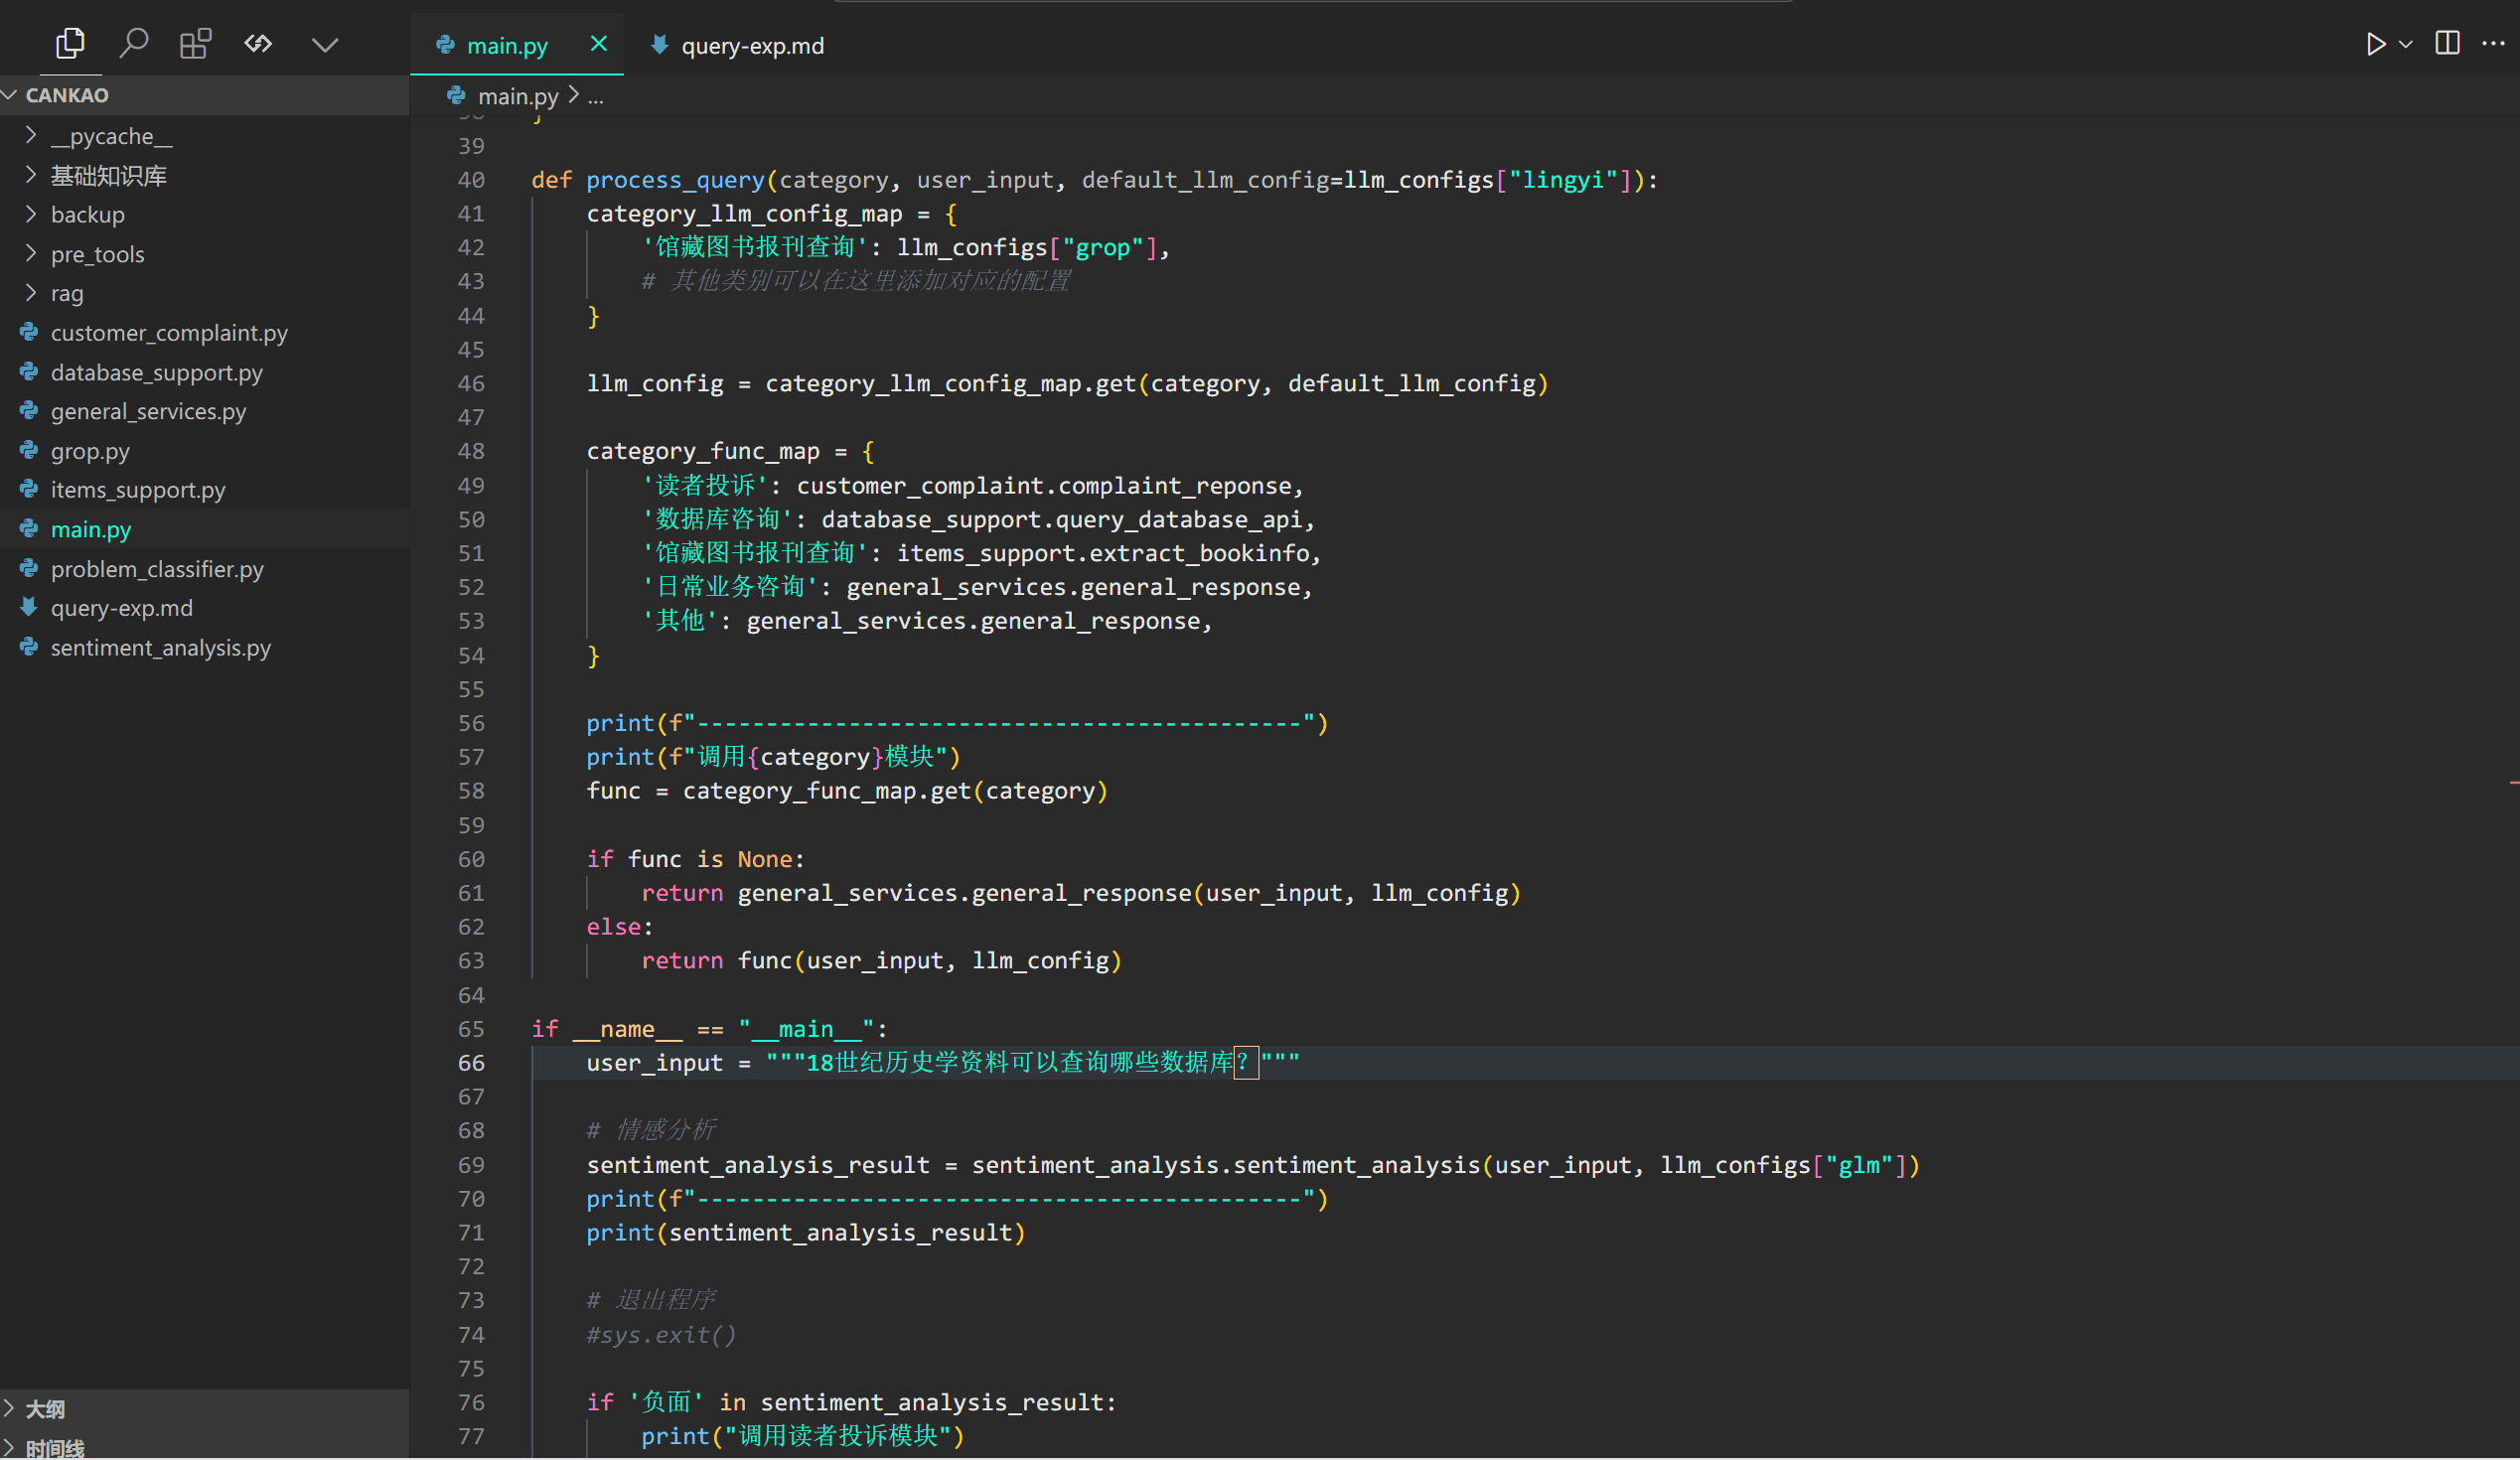 main.py
query-exp.md
CANKAO
__pycache__
基础知识库
backup
pre_tools
rag
customer_complaint.py
database_support.py
general_services.py
grop.py
items_support.py
main.py
problem_classifier.py
query-exp.md
sentiment_analysis.py
大纲
时间线
main.py > ...
38 }
39
40 def process_query(category, user_input, default_llm_config=llm_configs["lingyi"]):
41 category_llm_config_map = {
42 '馆藏图书报刊查询': llm_configs["grop"],
43 # 其他类别可以在这里添加对应的配置
44 }
45
46 llm_config = category_llm_config_map.get(category, default_llm_config)
47
48 category_func_map = {
49 '读者投诉': customer_complaint.complaint_reponse,
50 '数据库咨询': database_support.query_database_api,
51 '馆藏图书报刊查询': items_support.extract_bookinfo,
52 '日常业务咨询': general_services.general_response,
53 '其他': general_services.general_response,
54 }
55
56 print(f"--------------------------------------------")
57 print(f"调用{category}模块")
58 func = category_func_map.get(category)
59
60 if func is None:
61 return general_services.general_response(user_input, llm_config)
62 else:
63 return func(user_input, llm_config)
64
65 if __name__ == "__main__":
66 user_input = """18世纪历史学资料可以查询哪些数据库？"""
67
68 # 情感分析
69 sentiment_analysis_result = sentiment_analysis.sentiment_analysis(user_input, llm_configs["glm"])
70 print(f"--------------------------------------------")
71 print(sentiment_analysis_result)
72
73 # 退出程序
74 #sys.exit()
75
76 if '负面' in sentiment_analysis_result:
77 print("调用读者投诉模块")